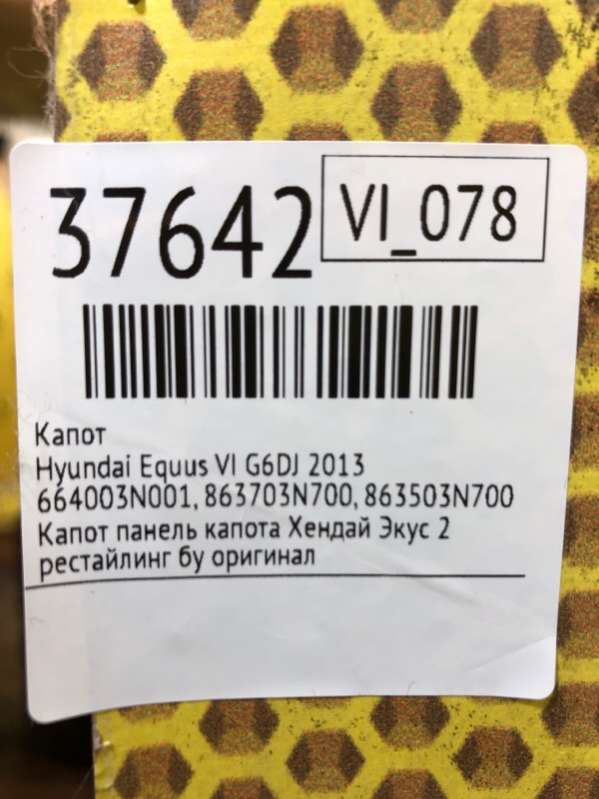 37642
VI_078
Капот
Hyundai Equus VI G6DJ 2013
664003N001, 863703N700, 863503N700
Капот панель капота Хендай Экус 2
рестайлинг бу оригинал